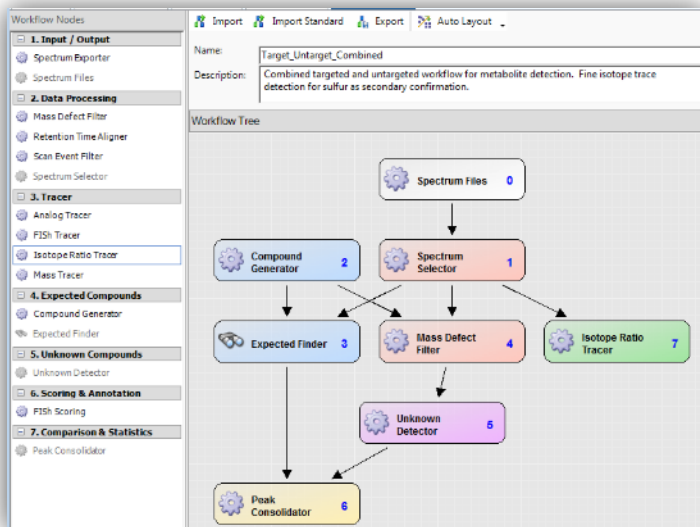 Workflow Nodes
1. Input / Output
Spectrum Exporter
Spectrum Files
2. Data Processing
Mass Defect Filter
Retention Time Aligner
Scan Event Filter
Spectrum Selector
3. Tracer
Analog Tracer
FISh Tracer
Isotope Ratio Tracer
Mass Tracer
4. Expected Compounds
Compound Generator
Expected Finder
5. Unknown Compounds
Unknown Detector
6. Scoring & Annotation
FISh Scoring
7. Comparison & Statistics
Peak Consolidator
Import Import Standard Export Auto Layout
Name: Target_Untarget_Combined
Description: Combined targeted and untargeted workflow for metabolite detection. Fine isotope trace
detection for sulfur as secondary confirmation.
Workflow Tree
Spectrum Files 0
Compound
Generator 2
Spectrum
Selector 1
Expected Finder 3
Mass Defect
Filter 4
Isotope Ratio
Tracer 7
Unknown
Detector 5
Peak
Consolidator 6